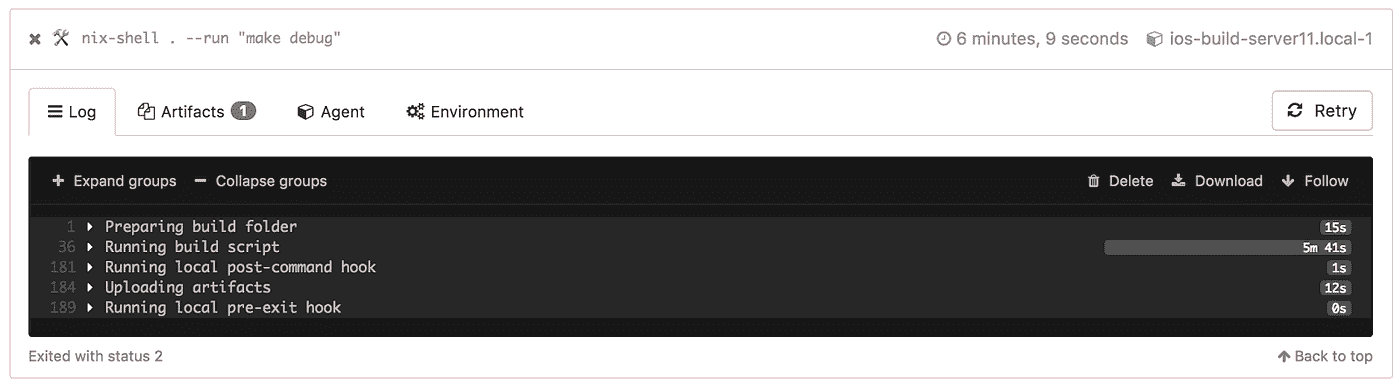 nix-shell . --run "make debug" 6 minutes, 9 seconds ios-build-server11.local-1
Log Artifacts 1 Agent Environment Retry
Expand groups Collapse groups Delete Download Follow
1 Preparing build folder 15s
36 Running build script 5m 41s
181 Running local post-command hook 1s
184 Uploading artifacts 12s
189 Running local pre-exit hook 0s
Exited with status 2 Back to top